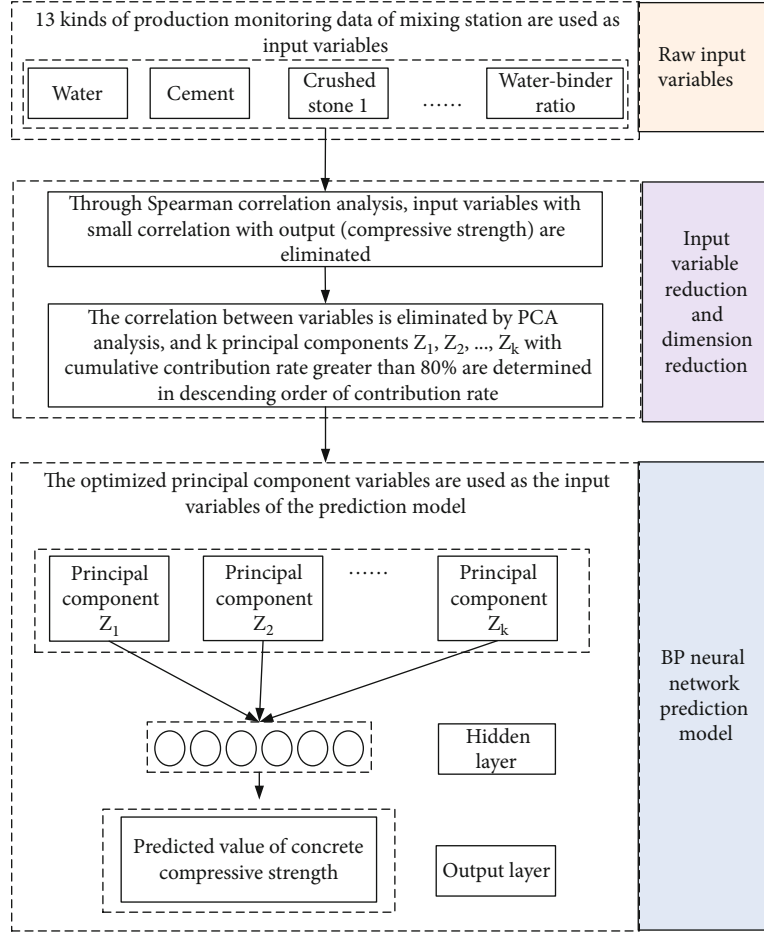 13 kinds of production monitoring data of mixing station are used as
input variables
Water
Cement
Crushed
stone 1
......
Water-binder
ratio
Raw input
variables
Through Spearman correlation analysis, input variables with
small correlation with output (compressive strength) are
eliminated
The correlation between variables is eliminated by PCA
analysis, and k principal components Z1, Z2, ..., Zk with
cumulative contribution rate greater than 80% are determined
in descending order of contribution rate
Input
variable
reduction
and
dimension
reduction
The optimized principal component variables are used as the input
variables of the prediction model
Principal
component
Z1
Principal
component
Z2
......
Principal
component
Zk
BP neural
network
prediction
model
Hidden
layer
Predicted value of concrete
compressive strength
Output layer